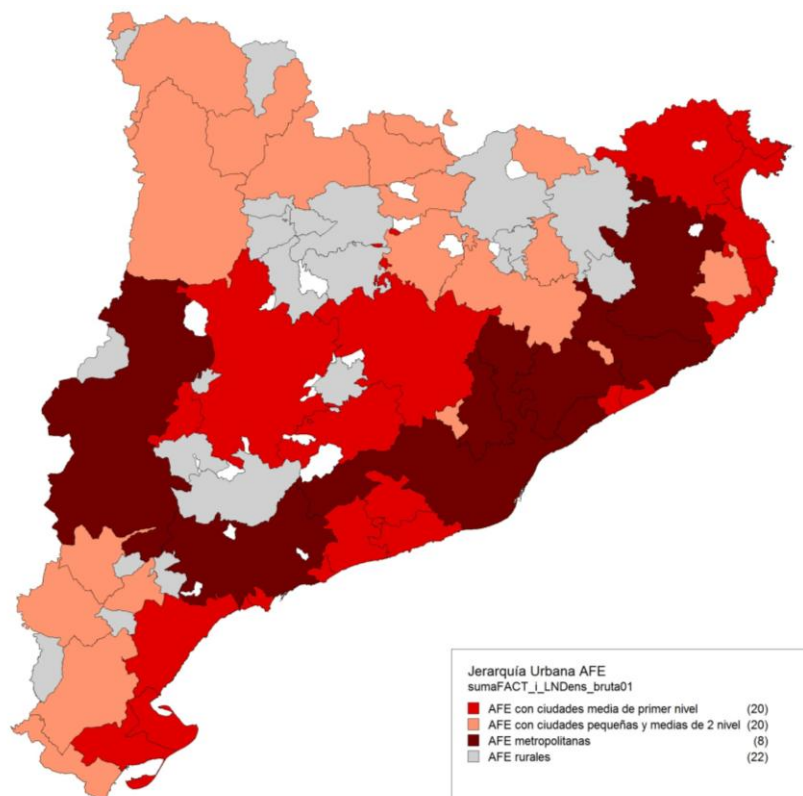 Jerarquía Urbana AFE
sumaFACT_i_LNDens_bruta01
AFE con ciudades media de primer nivel (20)
AFE con ciudades pequeñas y medias de 2 nivel (20)
AFE metropolitanas (8)
AFE rurales (22)